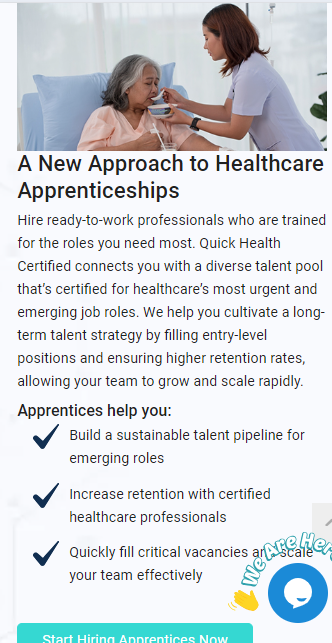 A New Approach to Healthcare
Apprenticeships
Hire ready-to-work professionals who are trained
for the roles you need most. Quick Health
Certified connects you with a diverse talent pool
that's certified for healthcare's most urgent and
emerging job roles. We help you cultivate a long-
term talent strategy by filling entry-level
positions and ensuring higher retention rates,
allowing your team to grow and scale rapidly.
Apprentices help you:
Build a sustainable talent pipeline for
emerging roles
Increase retention with certified
healthcare professionals
Quickly fill critical vacancies and scale
your team effectively
We Are Here
Start Hiring Apprentices Now